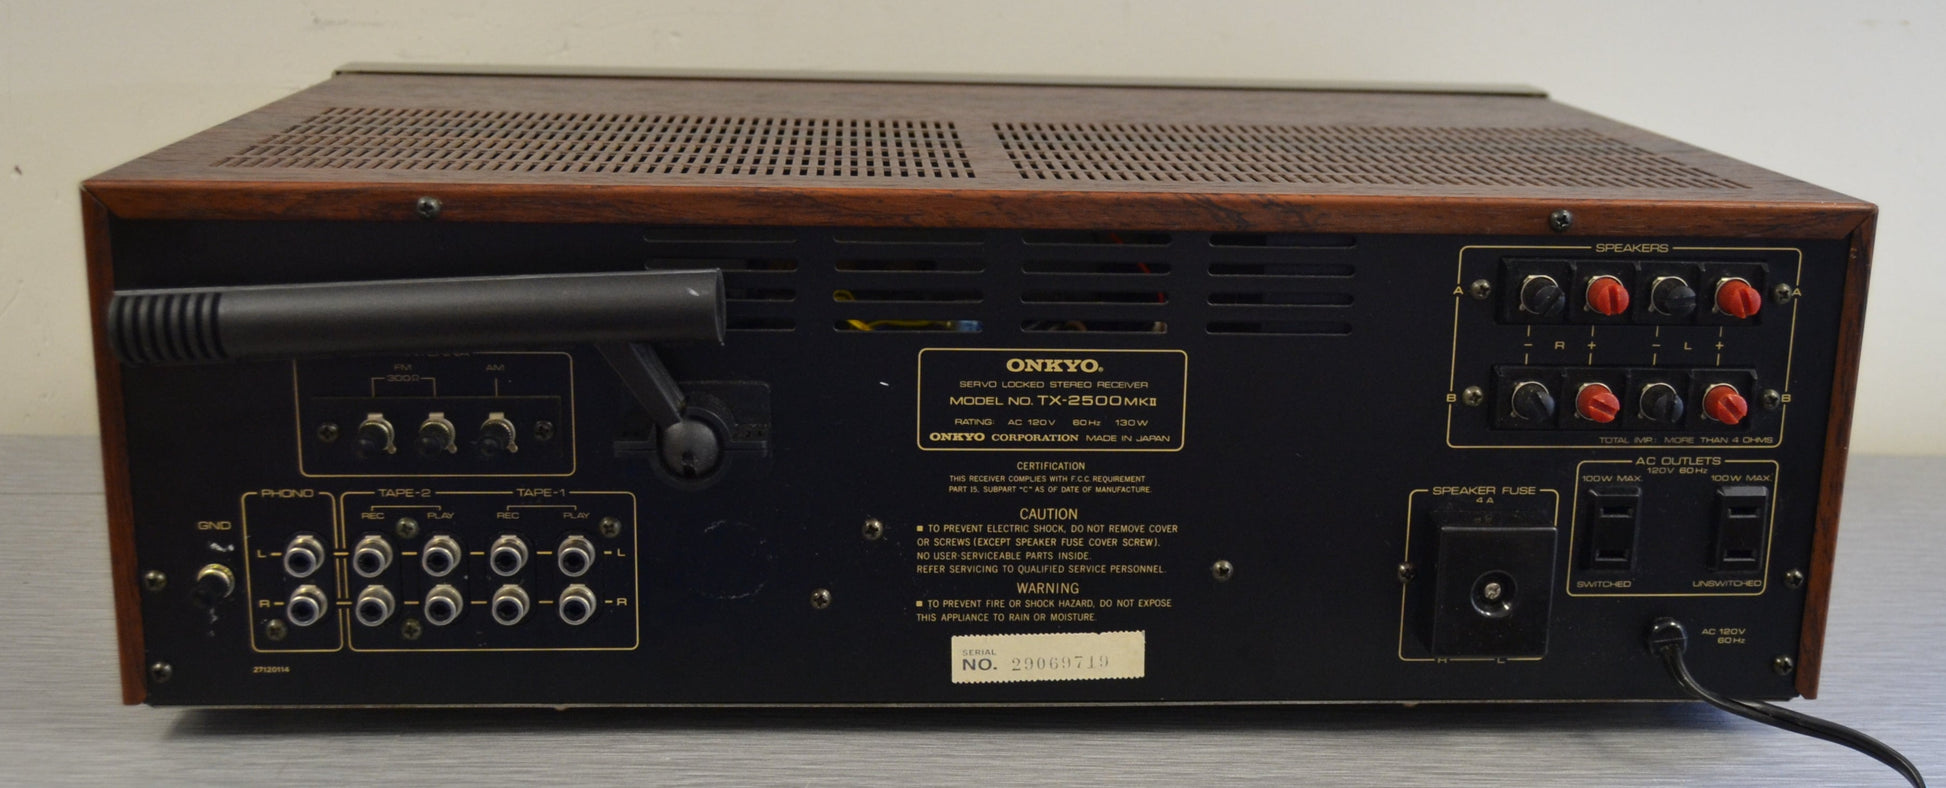 SPEAKERS
A A
- R + - L +
B B
TOTAL IMP.: MORE THAN 4 OHMS
FM AM
300Ω
ONKYO®
SERVO LOCKED STEREO RECEIVER
MODEL NO. TX-2500MKII
RATING: AC 120V 60Hz 130W
ONKYO CORPORATION MADE IN JAPAN
CERTIFICATION
THIS RECEIVER COMPLIES WITH F.C.C. REQUIREMENT
PART 15, SUBPART "C" AS OF DATE OF MANUFACTURE.
CAUTION
■ TO PREVENT ELECTRIC SHOCK, DO NOT REMOVE COVER
OR SCREWS (EXCEPT SPEAKER FUSE COVER SCREW).
NO USER-SERVICEABLE PARTS INSIDE.
REFER SERVICING TO QUALIFIED SERVICE PERSONNEL.
WARNING
■ TO PREVENT FIRE OR SHOCK HAZARD, DO NOT EXPOSE
THIS APPLIANCE TO RAIN OR MOISTURE.
SERIAL
NO. 29069719
GND
PHONO TAPE-2 TAPE-1
REC PLAY REC PLAY
L L
R R
27120114
SPEAKER FUSE
4A
R L
AC OUTLETS
120V 60Hz
100W MAX. 100W MAX.
SWITCHED UNSWITCHED
AC 120V
60Hz